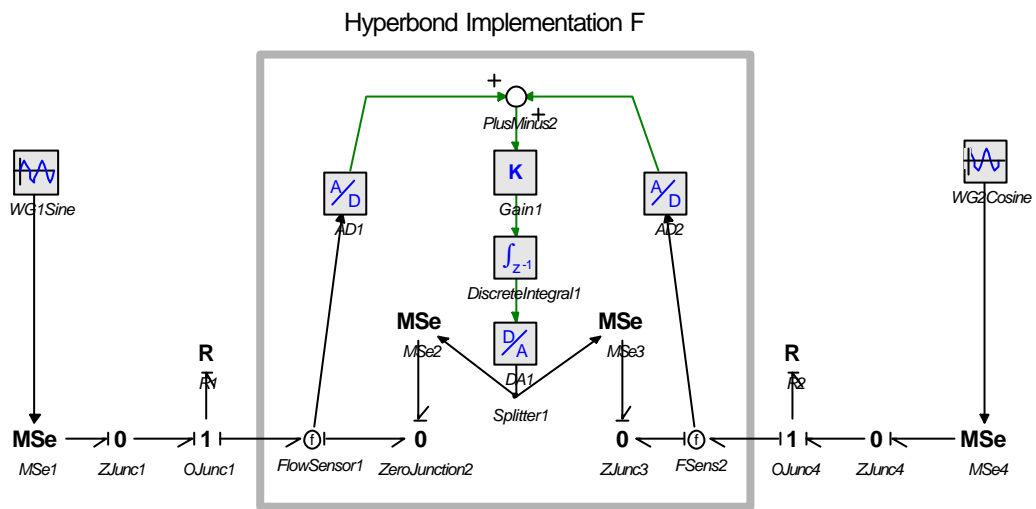 Hyperbond Implementation F
+
+
PlusMinus2
WG1Sine
A/D
AD1
K
Gain1
A/D
AD2
WG2Cosine
∫z-1
DiscreteIntegral1
MSe
MSe2
D/A
DA1
MSe
MSe3
Splitter1
R
R1
R
R2
MSe
MSe1
0
ZJunc1
1
OJunc1
f
FlowSensor1
0
ZeroJunction2
0
ZJunc3
f
FSens2
1
OJunc4
0
ZJunc4
MSe
MSe4